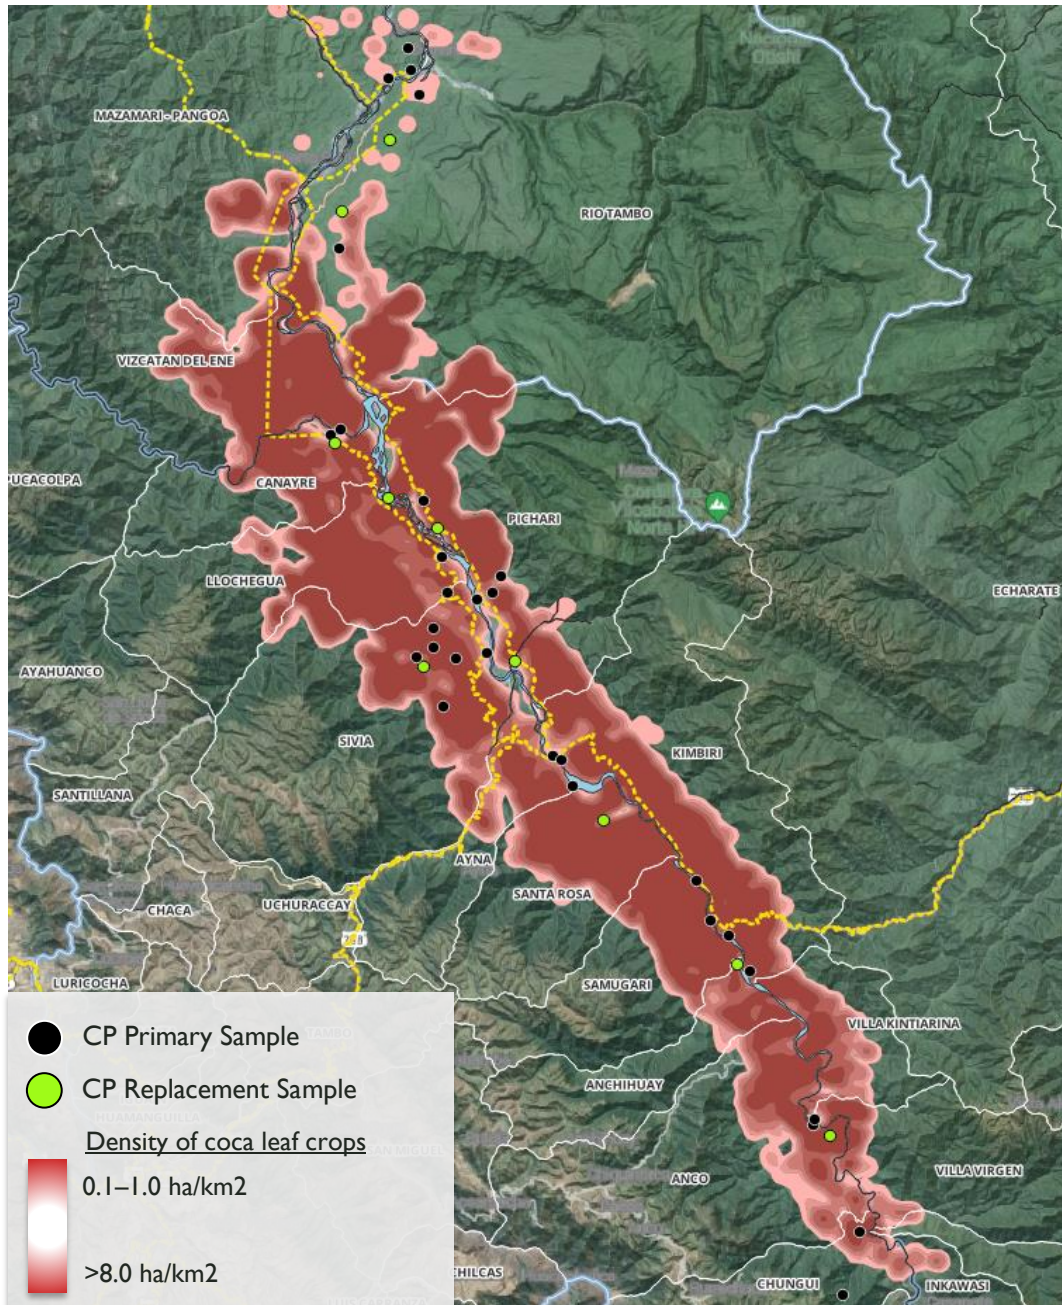 MAZAMARI - PANGOA
RIO TAMBO
VIZCATAN DEL ENE
PUCACOLPA
CANAYRE
PICHARI
LLOCHEGUA
ECHARATE
AYAHUANCO
SIVIA
KIMBIRI
SANTILLANA
AYNA
SANTA ROSA
UCHURACCAY
CHACA
LURICOCHA
SAMUGARI
VILLA KINTIARINA
ANCHIHUAY
ANCO
VILLA VIRGEN
CHILCAS
CHUNGUI
INKAWASI
CP Primary Sample
CP Replacement Sample
Density of coca leaf crops
0.1–1.0 ha/km2
>8.0 ha/km2